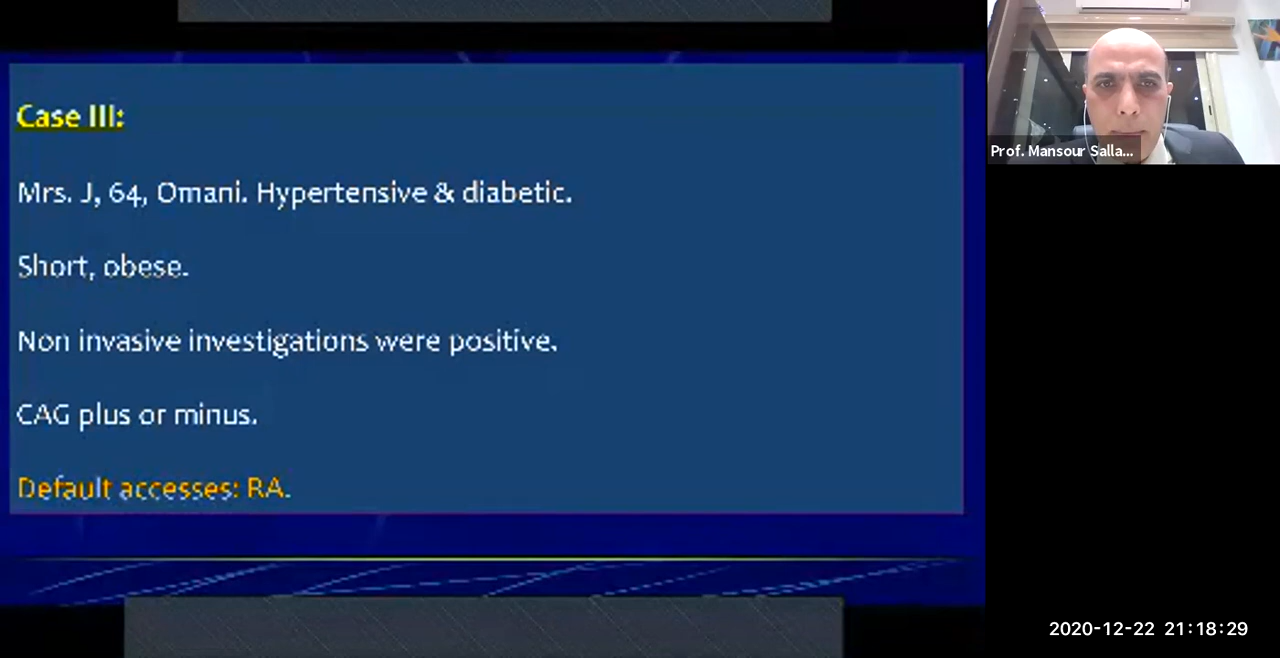 Case III:
Mrs. J, 64, Omani. Hypertensive & diabetic.
Short, obese.
Non invasive investigations were positive.
CAG plus or minus.
Default accesses: RA.
Prof. Mansour Salla...
2020-12-22 21:18:29